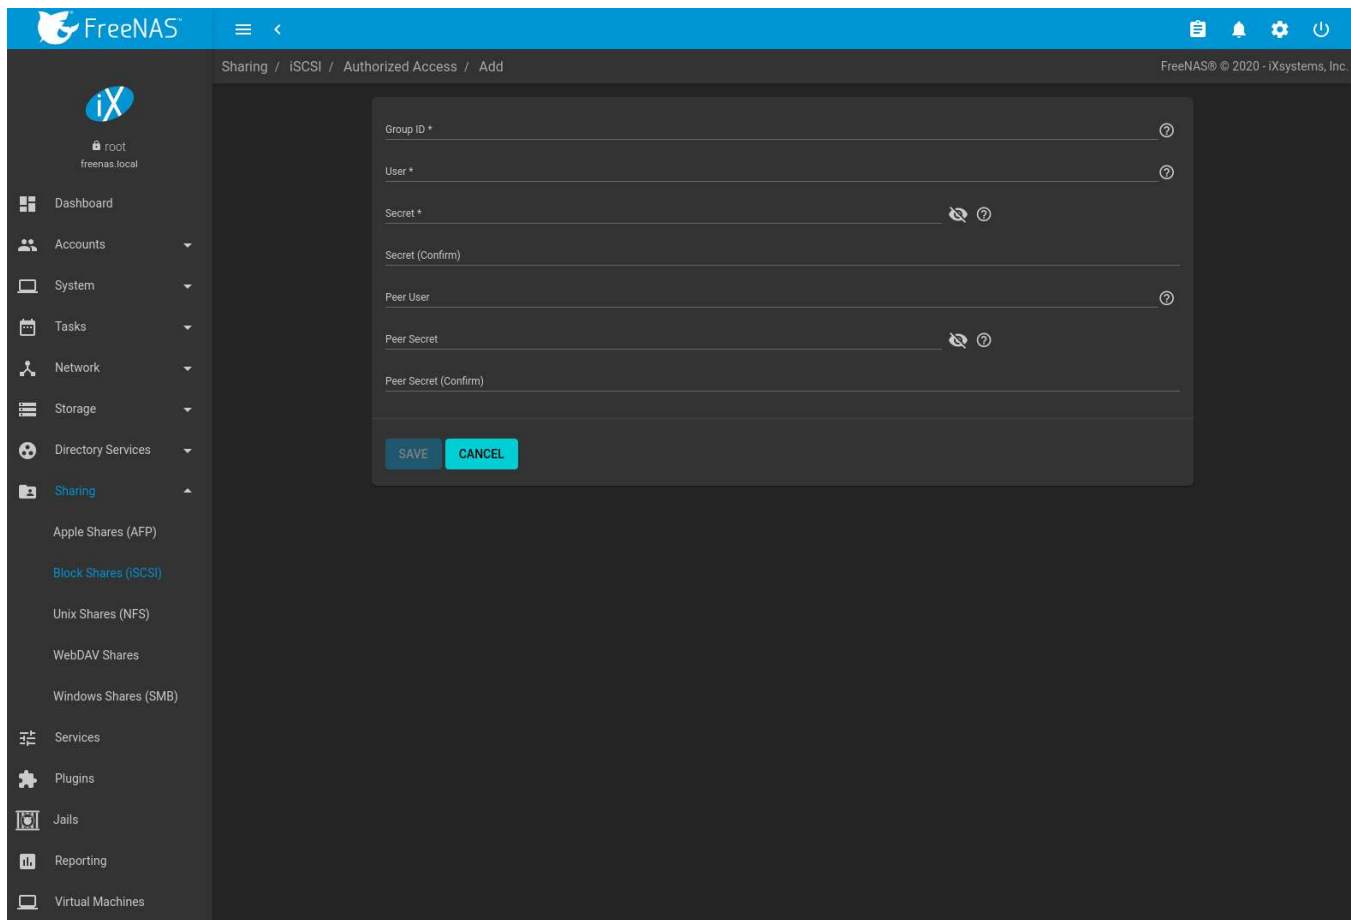 FreeNAS
Sharing / iSCSI / Authorized Access / Add
FreeNAS® © 2020 - iXsystems, Inc.
iX
root
freenas.local
Dashboard
Accounts
System
Tasks
Network
Storage
Directory Services
Sharing
Apple Shares (AFP)
Block Shares (iSCSI)
Unix Shares (NFS)
WebDAV Shares
Windows Shares (SMB)
Services
Plugins
Jails
Reporting
Virtual Machines
Group ID *
User *
Secret *
Secret (Confirm)
Peer User
Peer Secret
Peer Secret (Confirm)
SAVE CANCEL